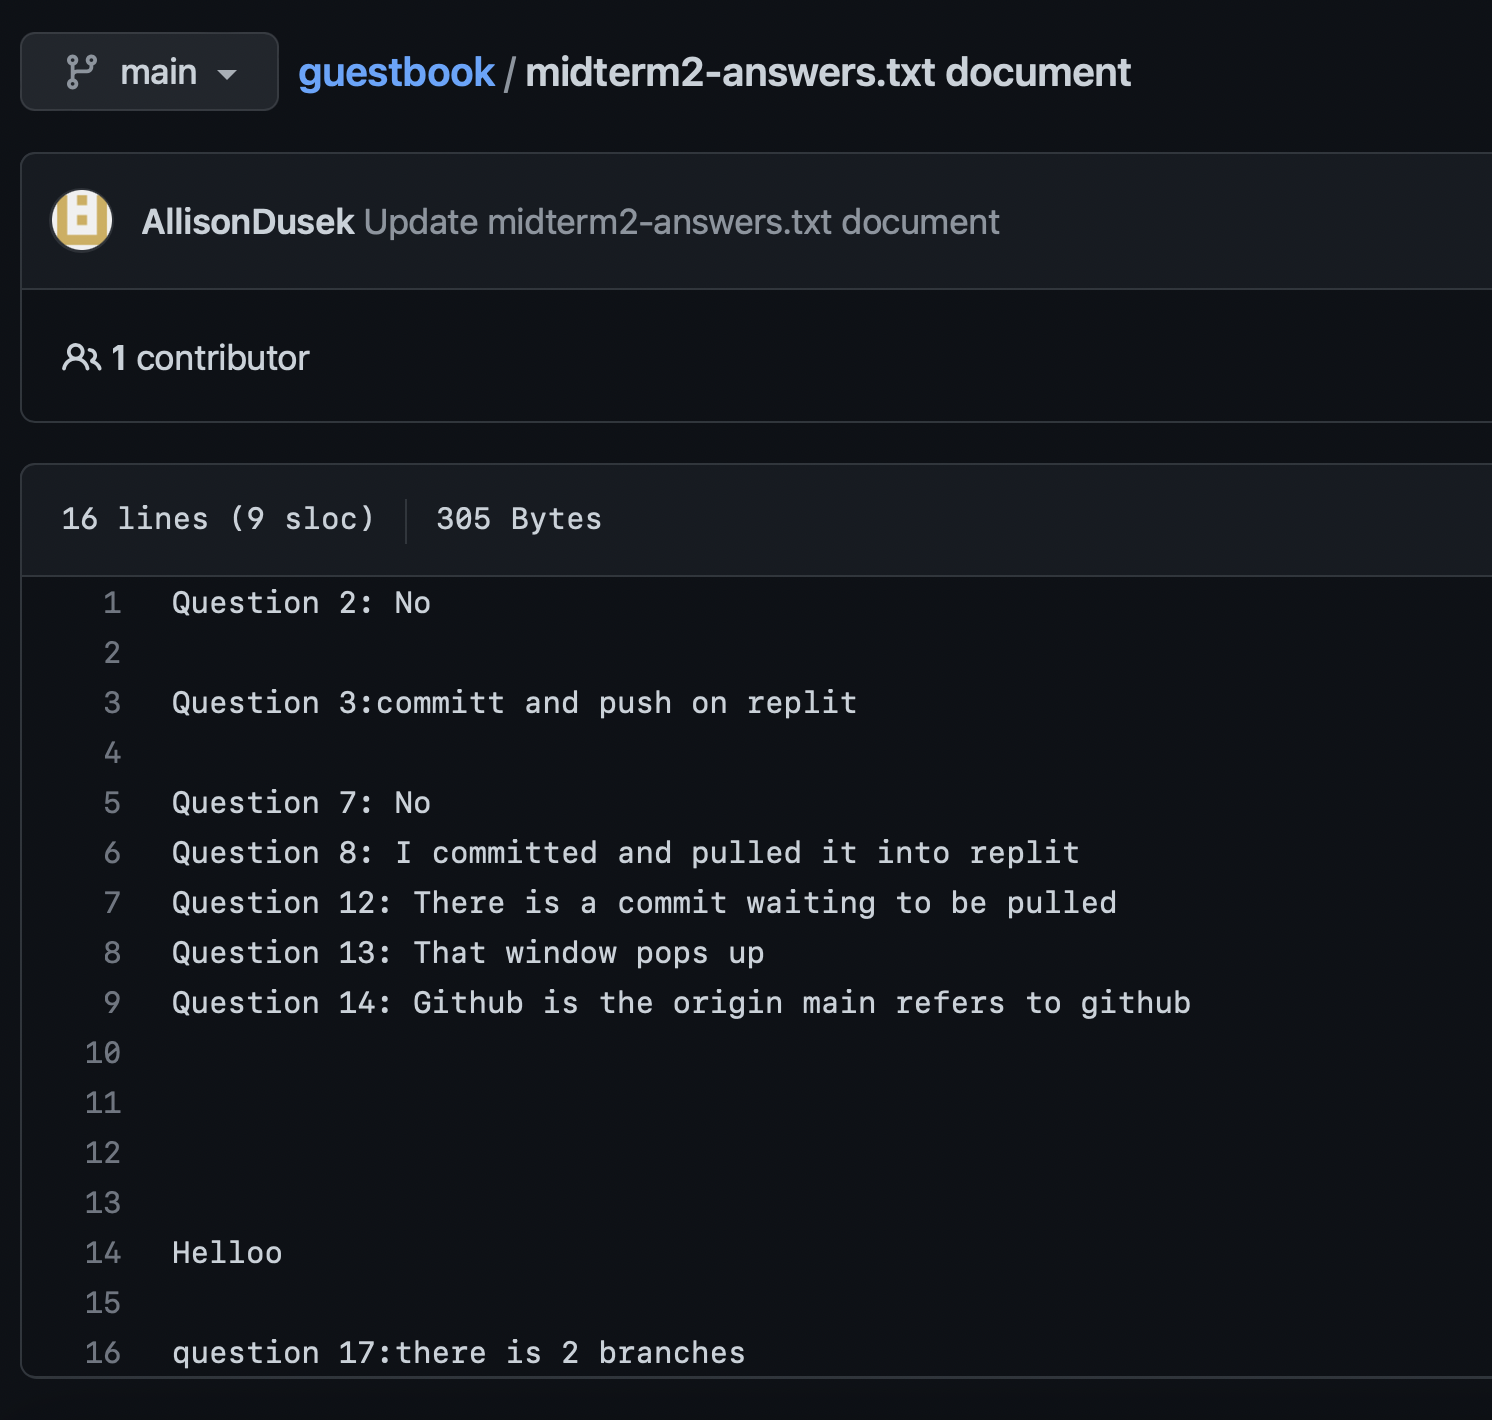 main
guestbook / midterm2-answers.txt document
AllisonDusek Update midterm2-answers.txt document
1 contributor
16 lines (9 sloc) 305 Bytes
1 Question 2: No
2
3 Question 3:committ and push on replit
4
5 Question 7: No
6 Question 8: I committed and pulled it into replit
7 Question 12: There is a commit waiting to be pulled
8 Question 13: That window pops up
9 Question 14: Github is the origin main refers to github
10
11
12
13
14 Helloo
15
16 question 17:there is 2 branches